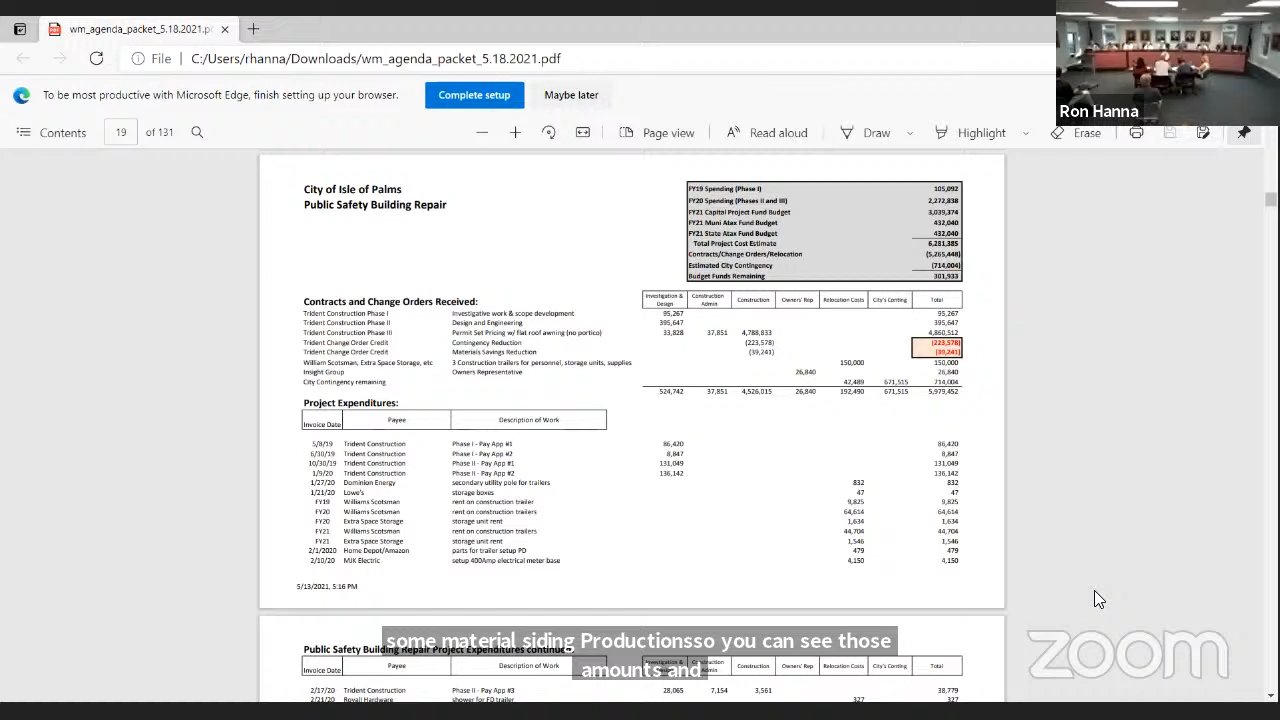 wm_agenda_packet_5.18.2021.pd
File | C:/Users/rhanna/Downloads/wm_agenda_packet_5.18.2021.pdf
To be most productive with Microsoft Edge, finish setting up your browser. Complete setup Maybe later
Ron Hanna
Contents 19 of 131 Page view Read aloud Draw Highlight Erase
City of Isle of Palms
Public Safety Building Repair
FY19 Spending (Phase I) 105,092
FY20 Spending (Phases II and III) 2,272,838
FY21 Capital Project Fund Budget 3,039,374
FY21 Muni Atax Fund Budget 432,040
FY21 State Atax Fund Budget 432,040
Total Project Cost Estimate 6,281,385
Contracts/Change Orders/Relocation (5,265,448)
Estimated City Contingency (714,004)
Budget Funds Remaining 301,933
Contracts and Change Orders Received: Investigation & Design Construction Admin Construction Owners' Rep Relocation Costs City's Conting Total
Trident Construction Phase I Investigative work & scope development 95,267 95,267
Trident Construction Phase II Design and Engineering 395,647 395,647
Trident Construction Phase III Permit Set Pricing w/ flat roof awning (no portico) 33,828 37,851 4,788,833 4,860,512
Trident Change Order Credit Contingency Reduction (223,578) (223,578)
Trident Change Order Credit Materials Savings Reduction (39,241) (39,241)
William Scotsman, Extra Space Storage, etc 3 Construction trailers for personnel, storage units, supplies 150,000 150,000
Insight Group Owners Representative 26,840 26,840
City Contingency remaining 42,489 671,515 714,004
524,742 37,851 4,526,015 26,840 192,490 671,515 5,979,452
Project Expenditures:
Invoice Date Payee Description of Work
5/8/19 Trident Construction Phase I - Pay App #1 86,420 86,420
6/30/19 Trident Construction Phase I - Pay App #2 8,847 8,847
10/30/19 Trident Construction Phase II - Pay App #1 131,049 131,049
1/9/20 Trident Construction Phase II - Pay App #2 136,142 136,142
1/27/20 Dominion Energy secondary utility pole for trailers 832 832
1/21/20 Lowe's storage boxes 47 47
FY19 Williams Scotsman rent on construction trailer 9,825 9,825
FY20 Williams Scotsman rent on construction trailers 64,614 64,614
FY20 Extra Space Storage storage unit rent 1,634 1,634
FY21 Williams Scotsman rent on construction trailers 44,704 44,704
FY21 Extra Space Storage storage unit rent 1,546 1,546
2/1/2020 Home Depot/Amazon parts for trailer setup PD 479 479
2/10/20 MJK Electric setup 400Amp electrical meter base 4,150 4,150
5/13/2021, 5:16 PM
some material siding Productionsso you can see those
amounts and
zoom
Public Safety Building Repair Project Expenditures
Invoice Date Payee Description of Work Construction Owners' Rep Relocation Costs City's Conting Total
2/17/20 Trident Construction Phase II - Pay App #3 28,065 7,154 3,561 38,779
2/21/20 Royall Hardware shower for FD trailer 327 327